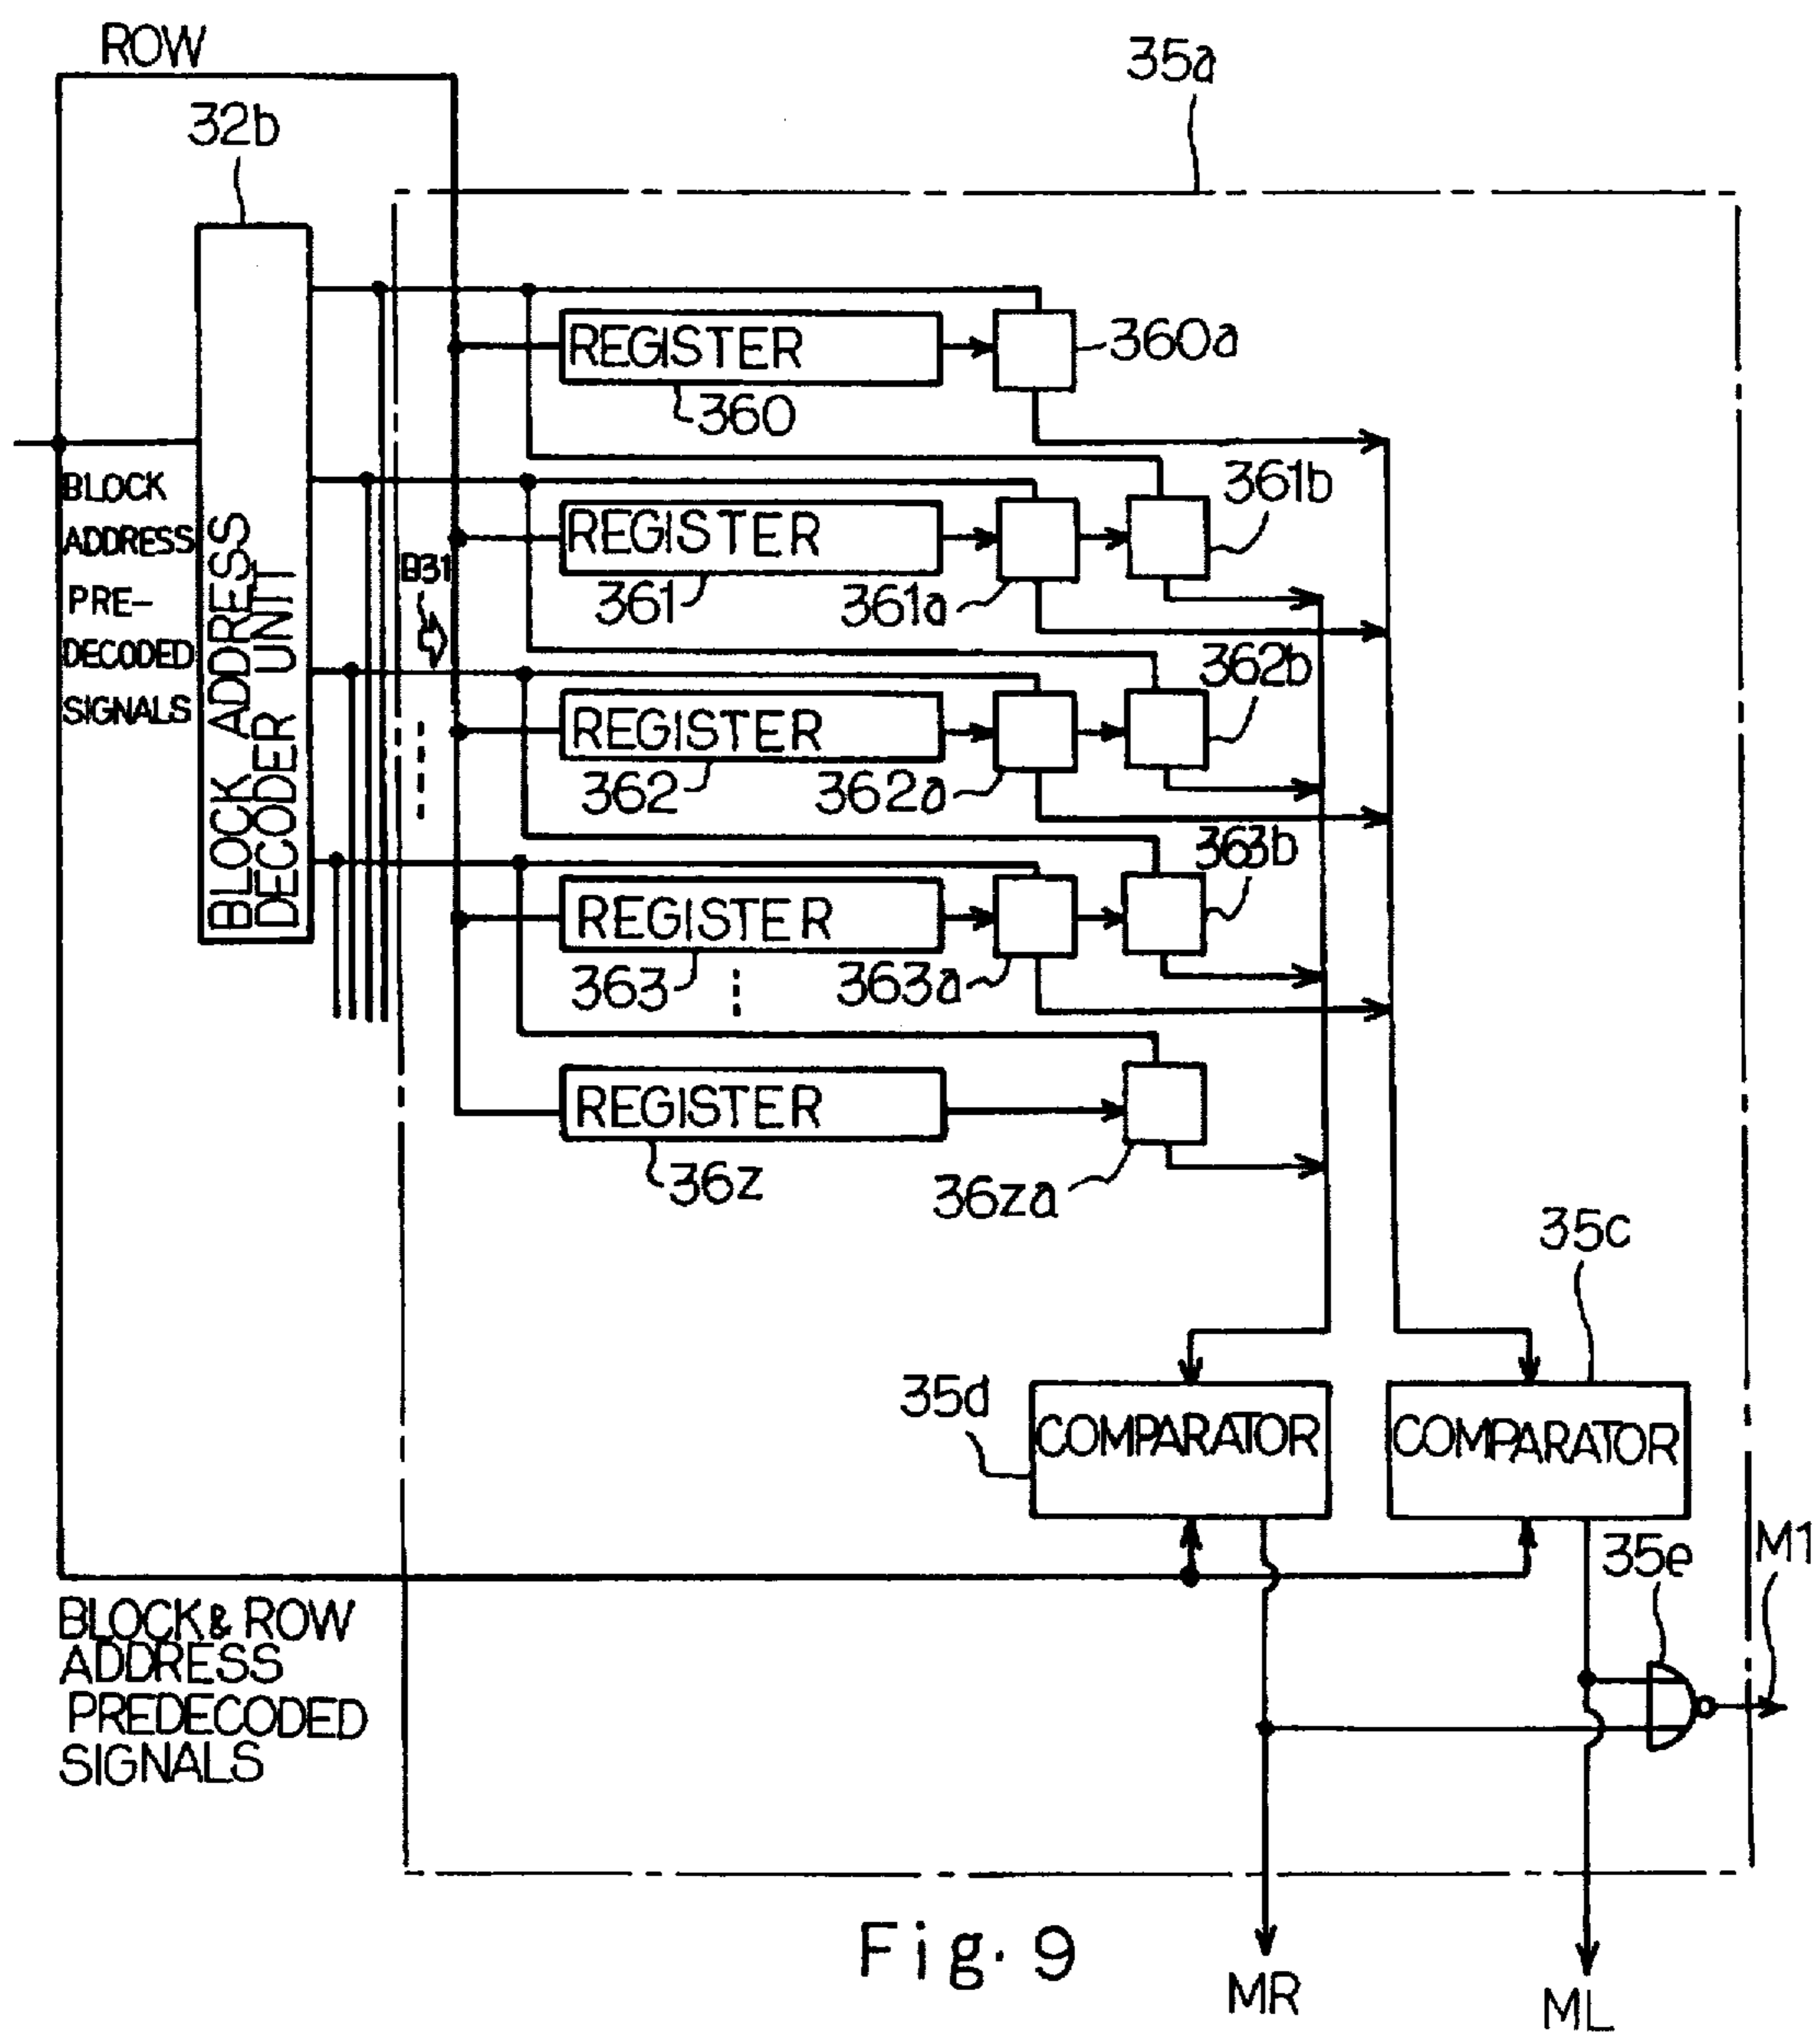 ROW
35a
32b
REGISTER
360a
360
BLOCK
ADDRESS
PRE-
DECODED
SIGNALS
BLOCK ADDRESS
DECODER UNIT
361b
REGISTER
B31
361
361a
362b
REGISTER
362
362a
363b
REGISTER
363
363a
REGISTER
36z
36za
35c
35d
COMPARATOR
COMPARATOR
M1
35e
BLOCK & ROW
ADDRESS
PREDECODED
SIGNALS
Fig. 9
MR
ML